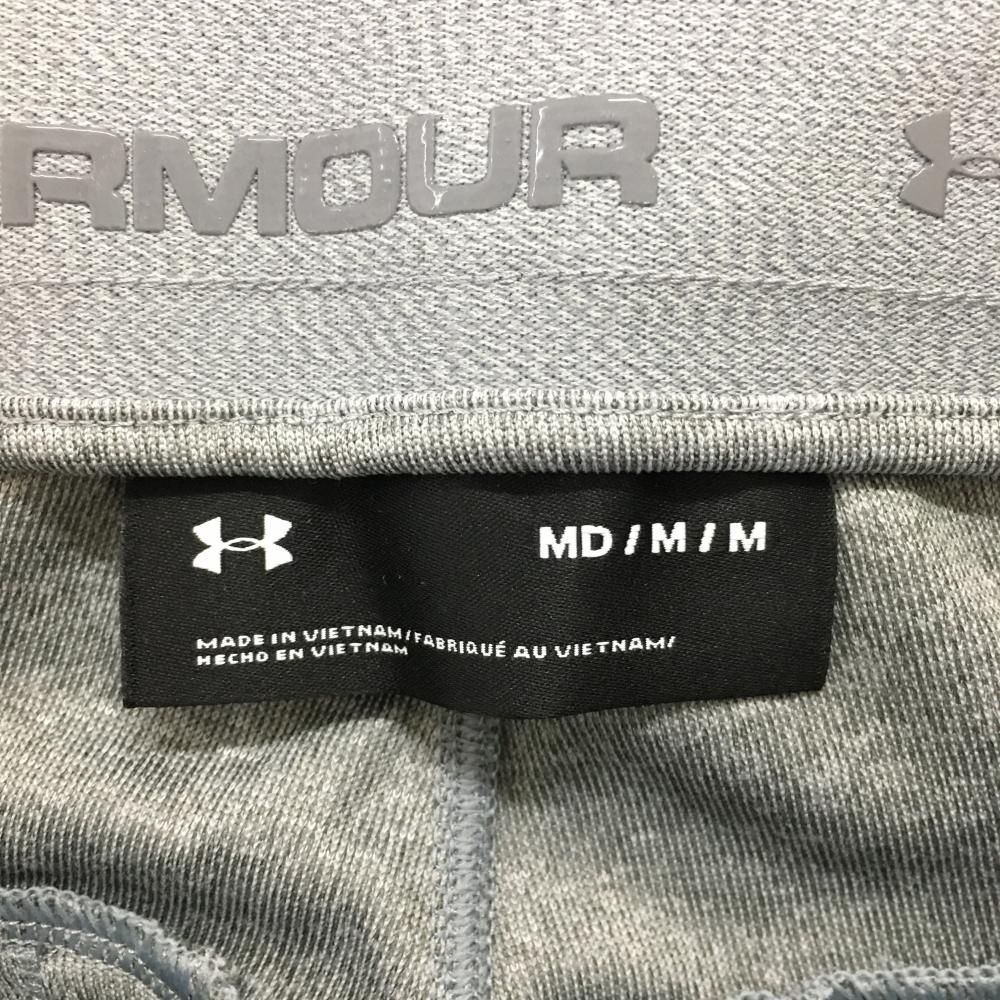 RMOUR
MD / M / M
MADE IN VIETNAM/FABRIQUÉ AU VIETNAM/
HECHO EN VIETNAM